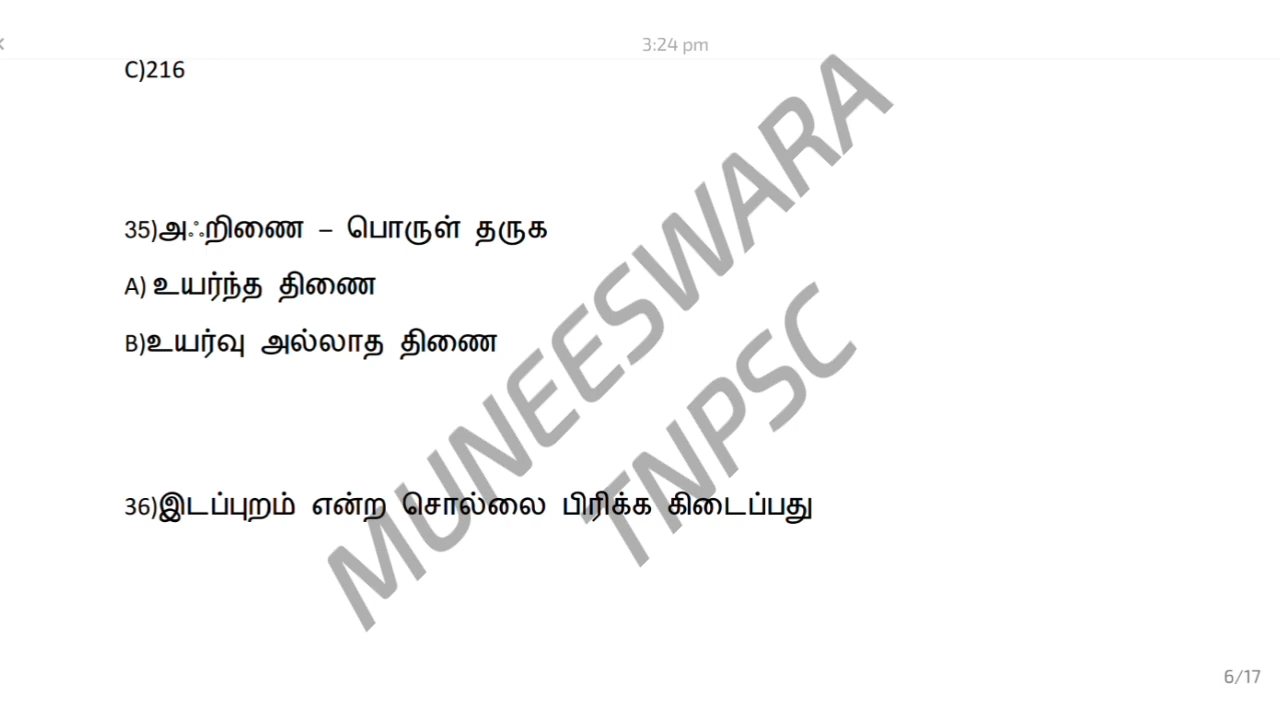 3:24 pm
C)216
35)அஃறிணை – பொருள் தருக
A) உயர்ந்த திணை
B)உயர்வு அல்லாத திணை
36)இடப்புறம் என்ற சொல்லை பிரிக்க கிடைப்பது
MUNEESWARA
TNPSC
6/17